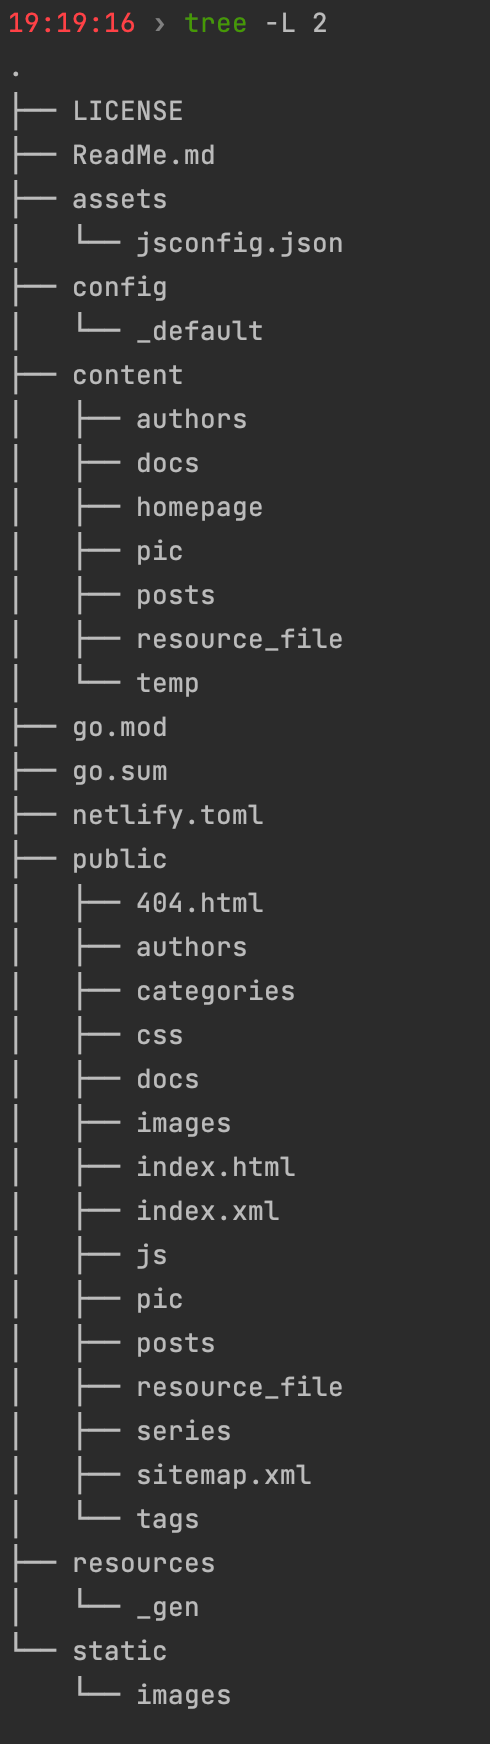 19:19:16 › tree -L 2
.
├── LICENSE
├── ReadMe.md
├── assets
│   └── jsconfig.json
├── config
│   └── _default
├── content
│   ├── authors
│   ├── docs
│   ├── homepage
│   ├── pic
│   ├── posts
│   ├── resource_file
│   └── temp
├── go.mod
├── go.sum
├── netlify.toml
├── public
│   ├── 404.html
│   ├── authors
│   ├── categories
│   ├── css
│   ├── docs
│   ├── images
│   ├── index.html
│   ├── index.xml
│   ├── js
│   ├── pic
│   ├── posts
│   ├── resource_file
│   ├── series
│   ├── sitemap.xml
│   └── tags
├── resources
│   └── _gen
└── static
    └── images